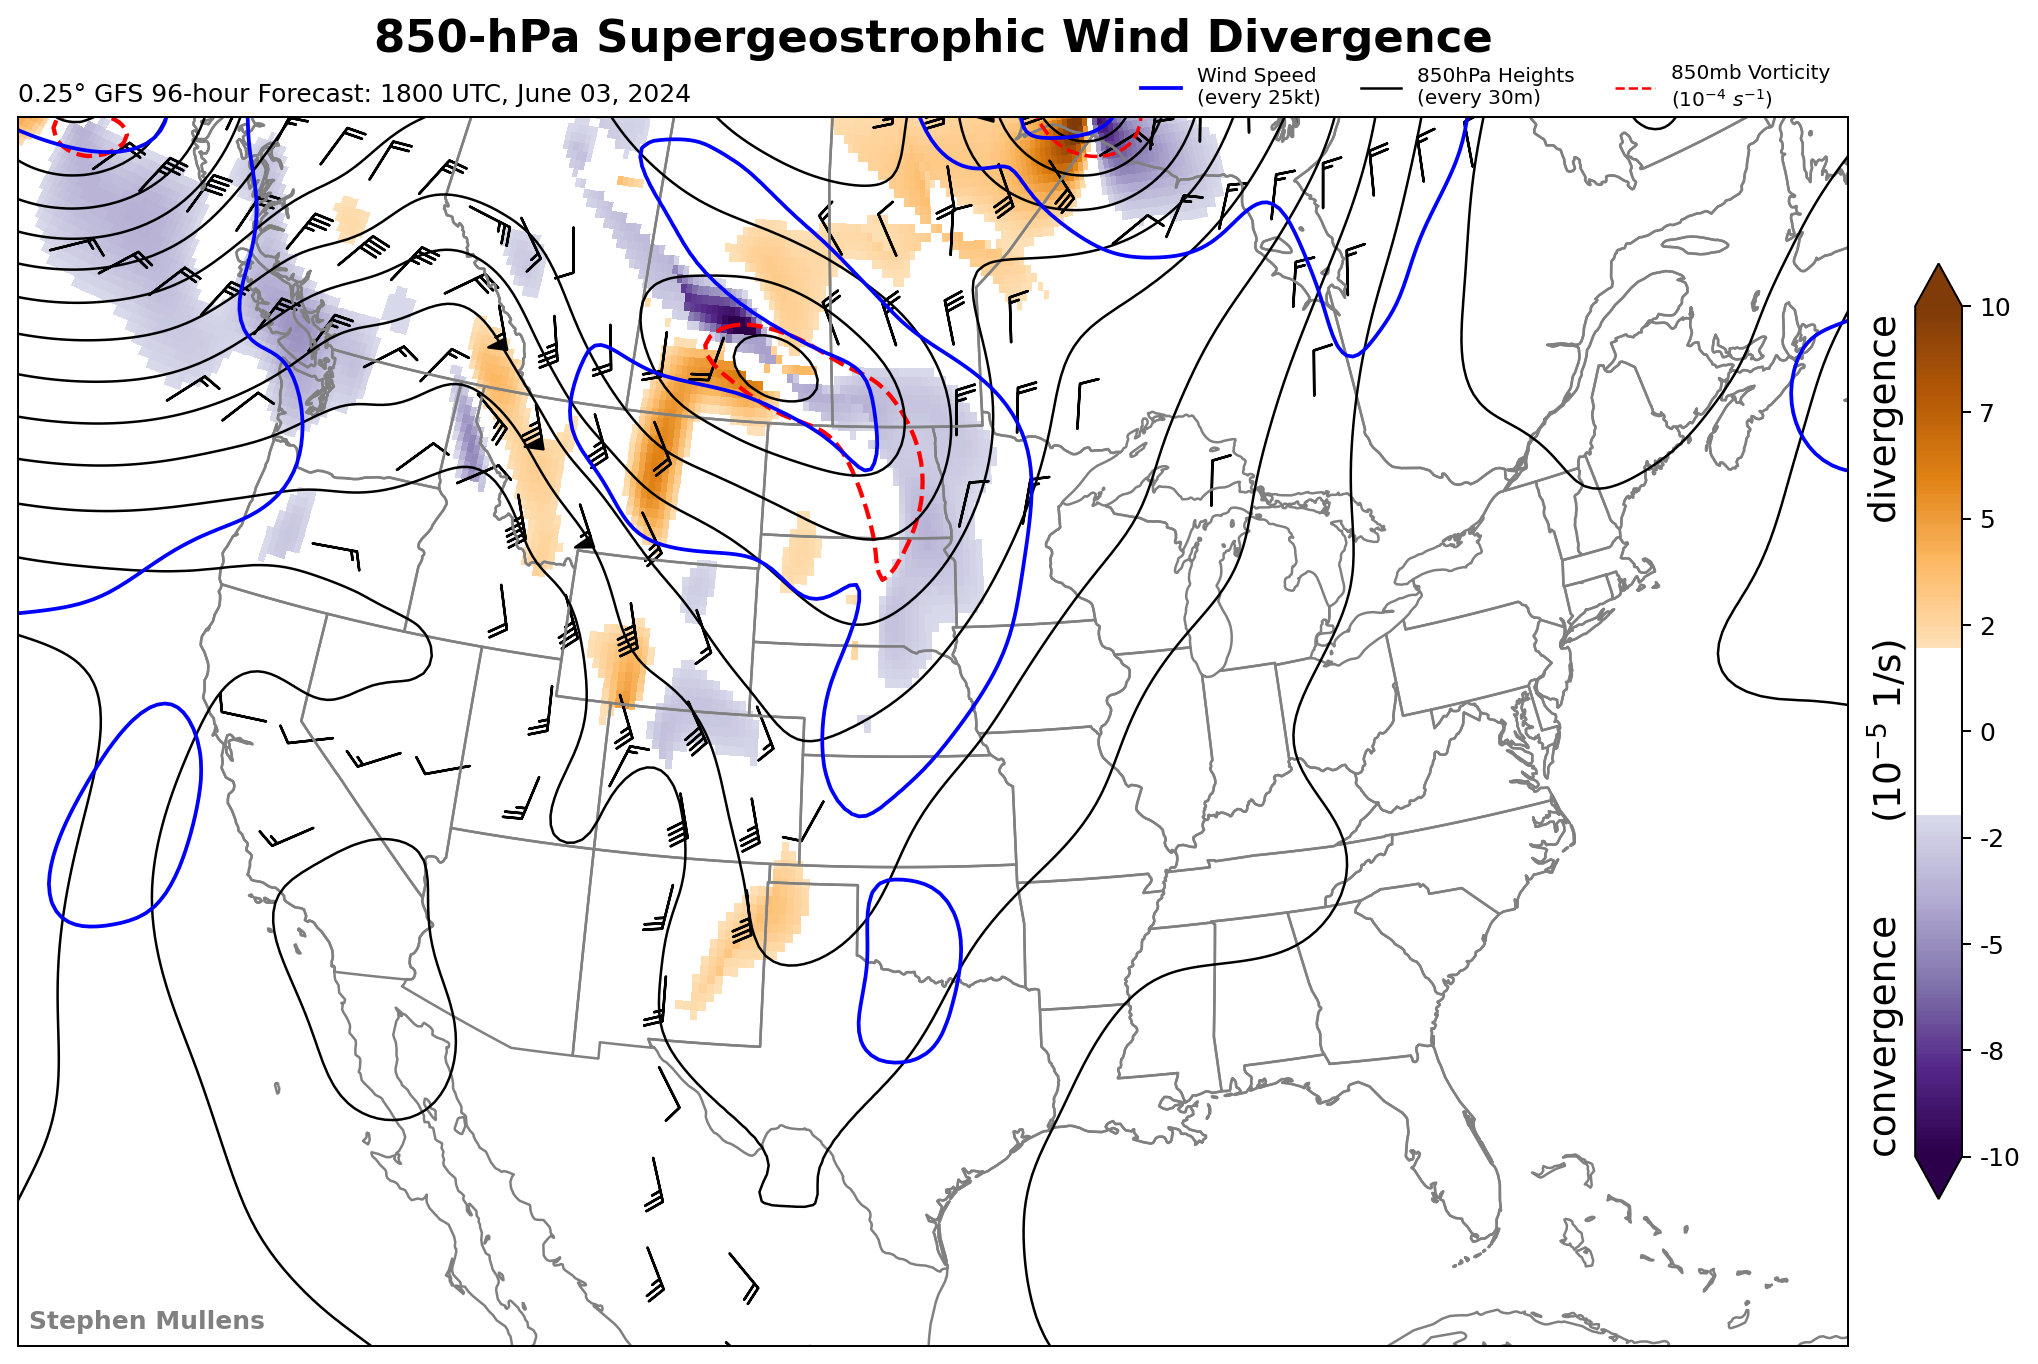 850-hPa Supergeostrophic Wind Divergence
0.25° GFS 96-hour Forecast: 1800 UTC, June 03, 2024
Wind Speed
(every 25kt)
850hPa Heights
(every 30m)
850mb Vorticity
(10⁻⁴ s⁻¹)
10
7
5
2
0
-2
-5
-8
-10
convergence (10⁻⁵ 1/s) divergence
Stephen Mullens